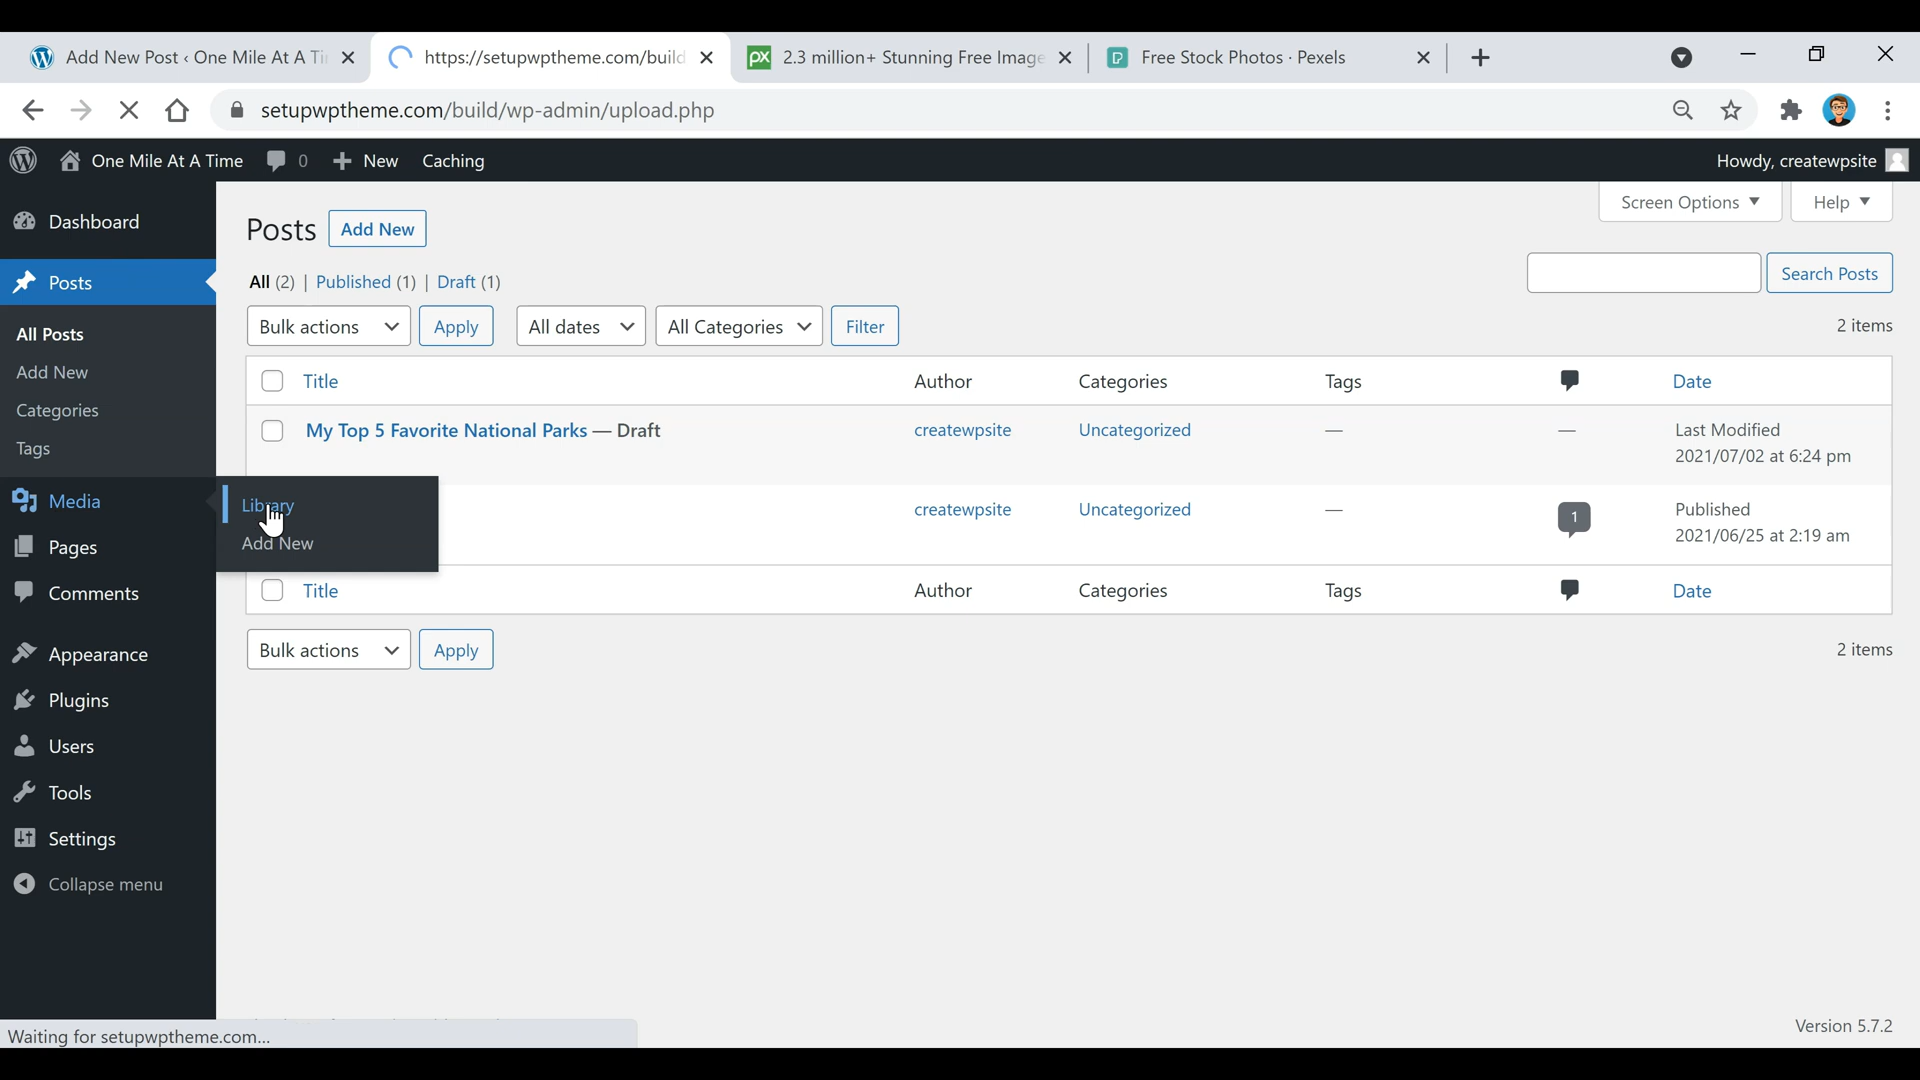 Add New Post ‹ One Mile At A Ti
https://setupwptheme.com/build
px 2.3 million+ Stunning Free Image
Free Stock Photos · Pexels
setupwptheme.com/build/wp-admin/upload.php
One Mile At A Time 0 New Caching Howdy, createwpsite
Dashboard
Posts
All Posts
Add New
Categories
Tags
Media
Library
Add New
Pages
Comments
Appearance
Plugins
Users
Tools
Settings
Collapse menu
Screen Options Help
Posts Add New
All (2) | Published (1) | Draft (1)
Search Posts
Bulk actions Apply All dates All Categories Filter 2 items
Title Author Categories Tags Date
My Top 5 Favorite National Parks — Draft createwpsite Uncategorized — — Last Modified
2021/07/02 at 6:24 pm
createwpsite Uncategorized — 1 Published
2021/06/25 at 2:19 am
Title Author Categories Tags Date
Bulk actions Apply 2 items
Waiting for setupwptheme.com...
Version 5.7.2